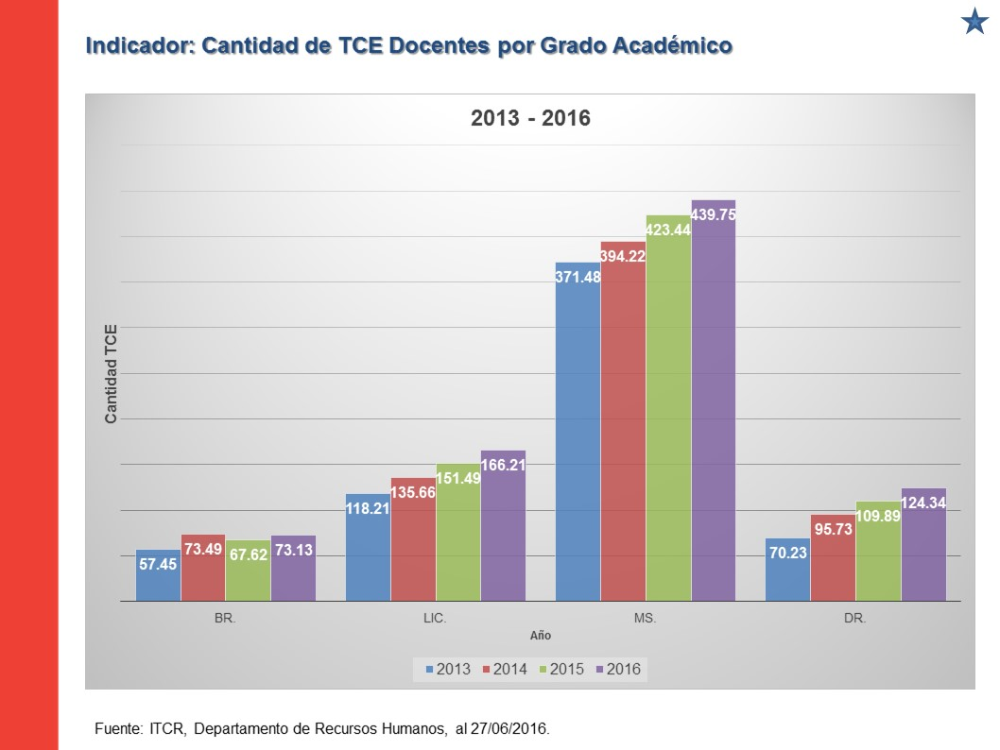 Indicador: Cantidad de TCE Docentes por Grado Académico
2013 - 2016
Cantidad TCE
57.45 73.49 67.62 73.13
118.21 135.66 151.49 166.21
371.48 394.22 423.44 439.75
70.23 95.73 109.89 124.34
BR. LIC. MS. DR.
Año
2013 2014 2015 2016
Fuente: ITCR, Departamento de Recursos Humanos, al 27/06/2016.